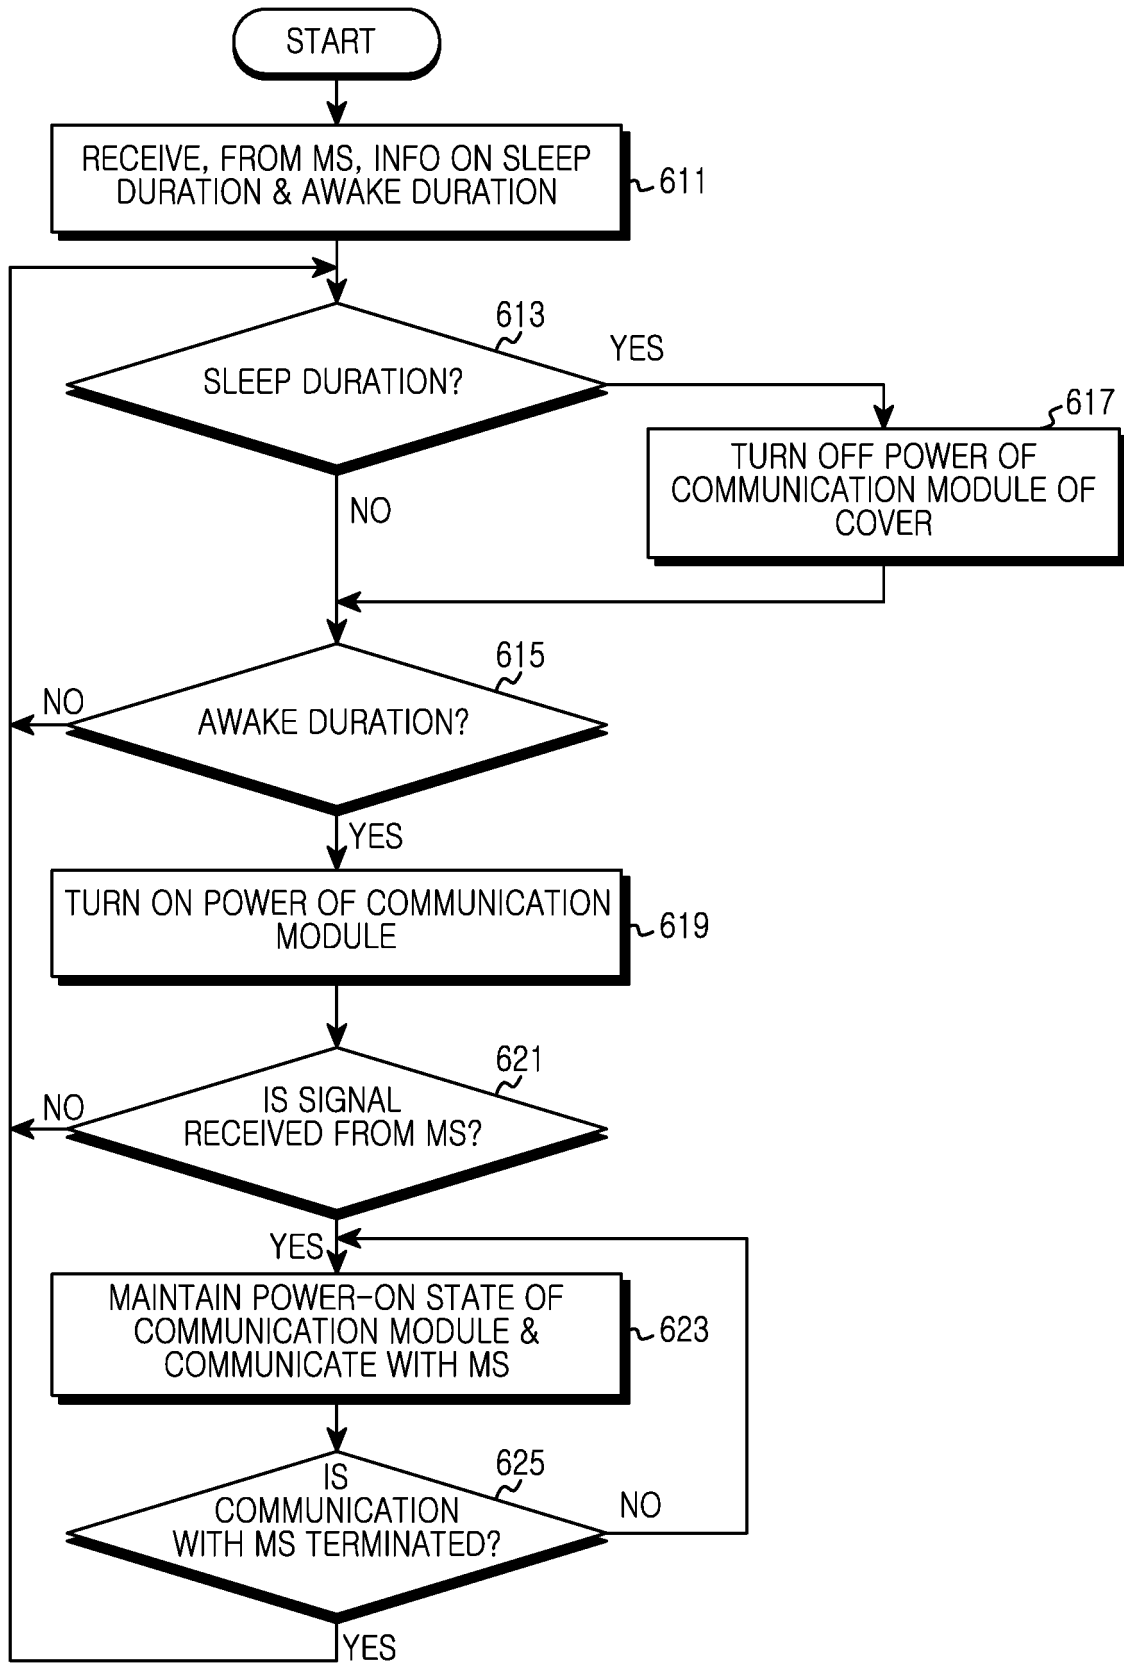 START
RECEIVE, FROM MS, INFO ON SLEEP
DURATION & AWAKE DURATION
611
613
SLEEP DURATION?
YES
617
TURN OFF POWER OF
COMMUNICATION MODULE OF
COVER
NO
615
AWAKE DURATION?
NO
YES
TURN ON POWER OF COMMUNICATION
MODULE
619
621
IS SIGNAL
RECEIVED FROM MS?
NO
YES
MAINTAIN POWER-ON STATE OF
COMMUNICATION MODULE &
COMMUNICATE WITH MS
623
625
IS
COMMUNICATION
WITH MS TERMINATED?
NO
YES